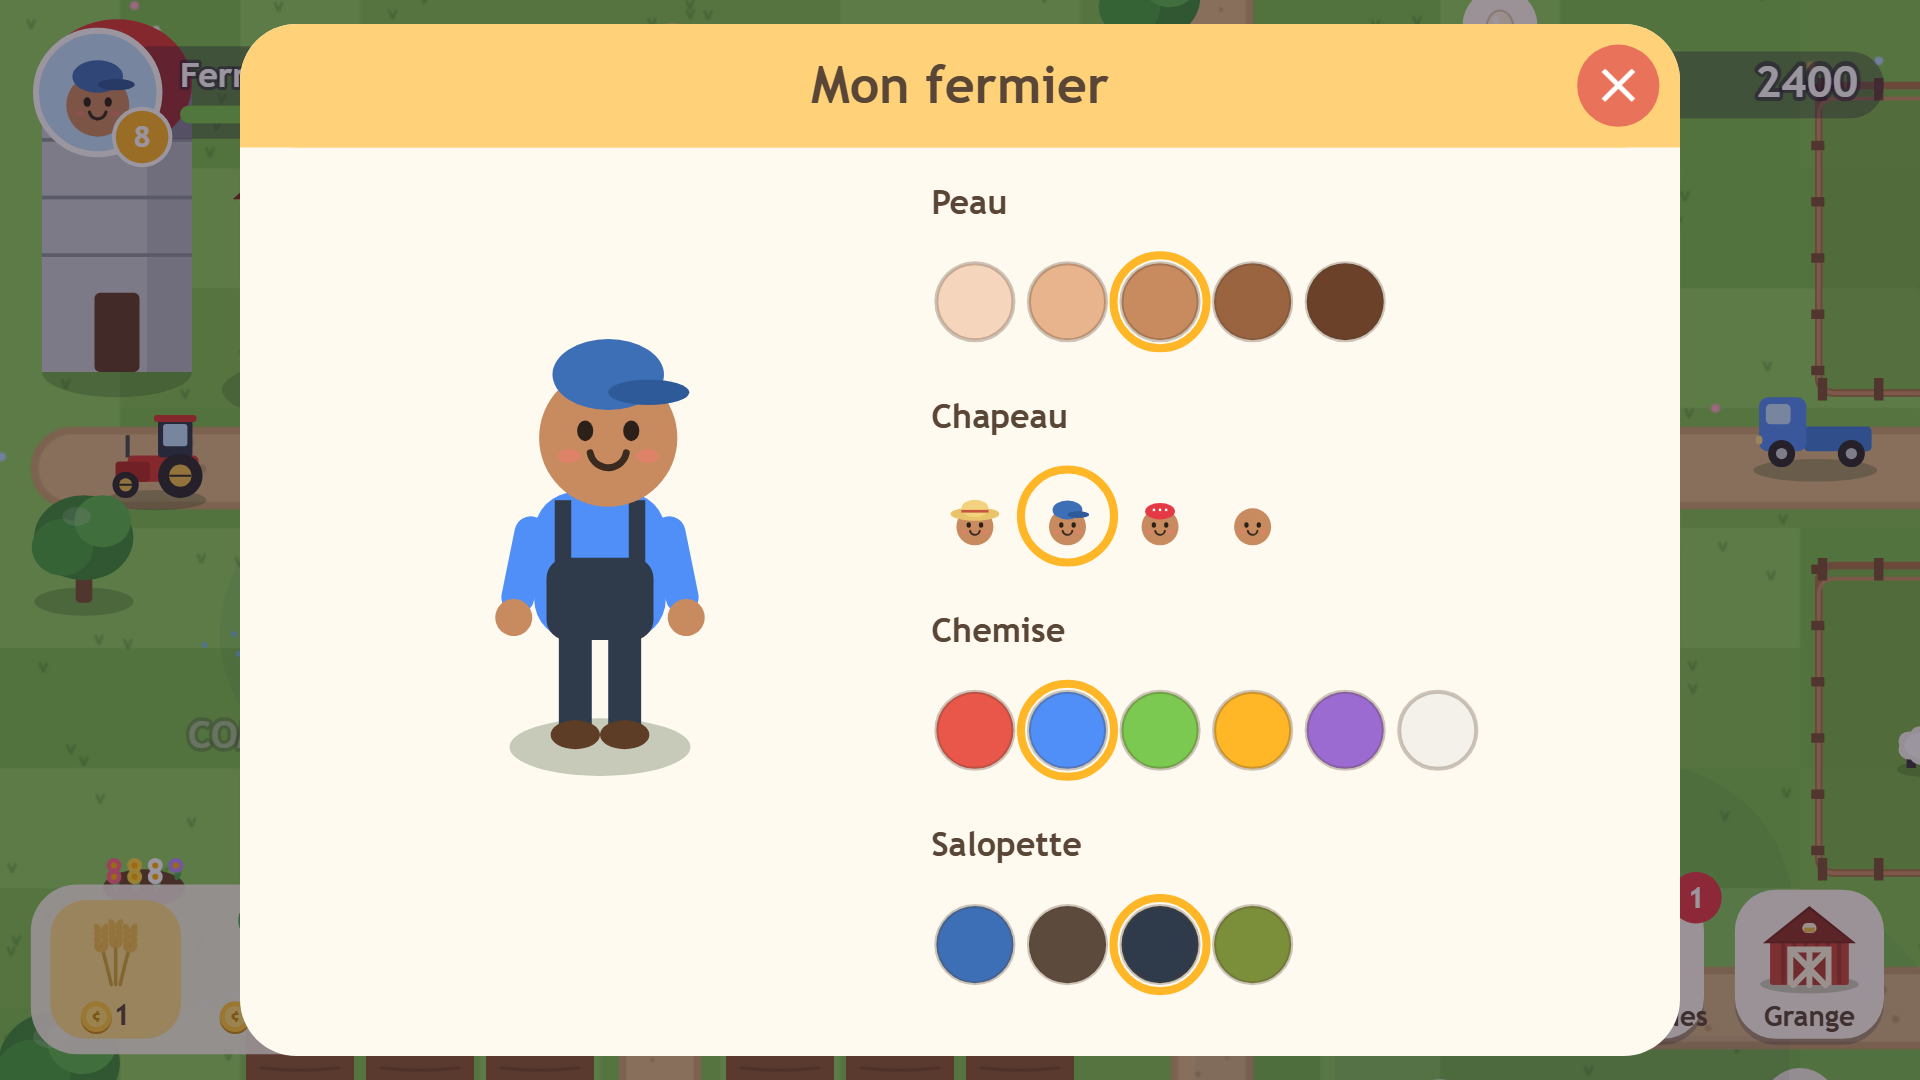 Mon fermier
2400
8
Peau
Chapeau
Chemise
Salopette
1
1
Grange